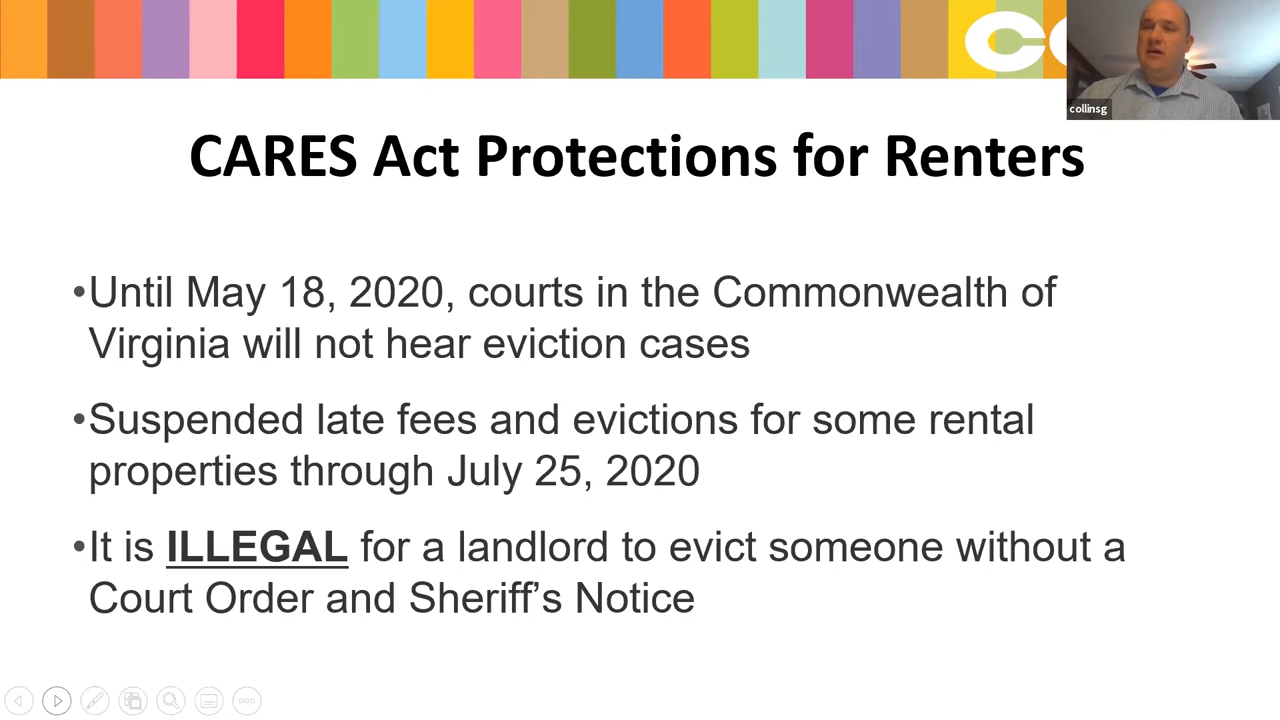 CO
collinsg
CARES Act Protections for Renters
•Until May 18, 2020, courts in the Commonwealth of
Virginia will not hear eviction cases
•Suspended late fees and evictions for some rental
properties through July 25, 2020
•It is ILLEGAL for a landlord to evict someone without a
Court Order and Sheriff’s Notice